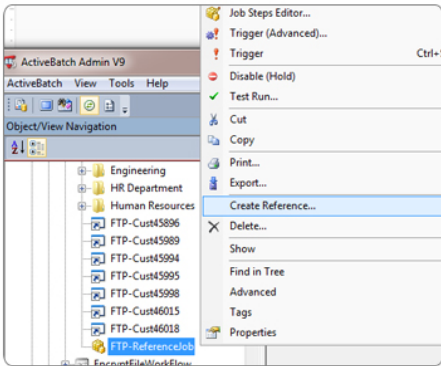 ActiveBatch Admin V9
ActiveBatch View Tools Help
Object/View Navigation
Engineering
HR Department
Human Resources
FTP-Cust45896
FTP-Cust45989
FTP-Cust45994
FTP-Cust45995
FTP-Cust45998
FTP-Cust46015
FTP-Cust46018
FTP-ReferenceJob
EncryptFileWorkFlow
Job Steps Editor...
Trigger (Advanced)...
Trigger Ctrl+
Disable (Hold)
Test Run...
Cut
Copy
Print...
Export...
Create Reference...
Delete...
Show
Find in Tree
Advanced
Tags
Properties